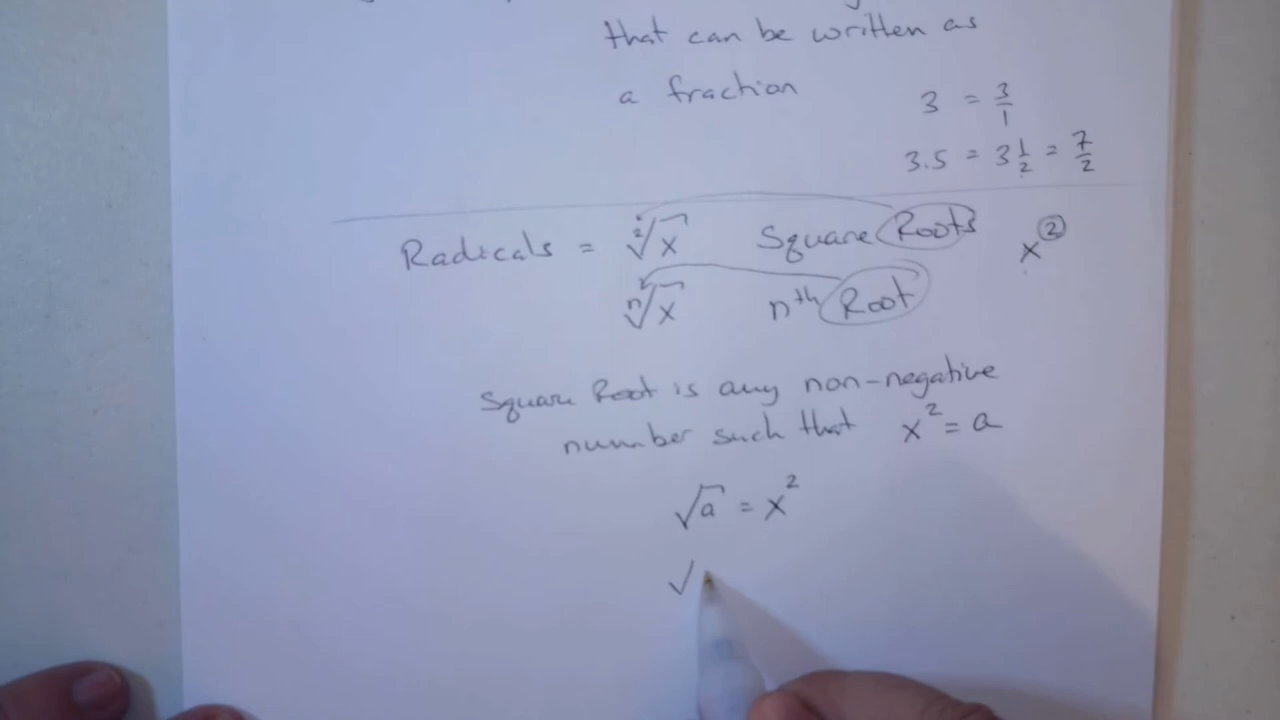 that can be written as
a fraction
3 = 3/1
3.5 = 3 1/2 = 7/2
Radicals = ²√x Square Roots x²
ⁿ√x nth Root
Square Root is any non-negative
number such that x² = a
√a = x²
√